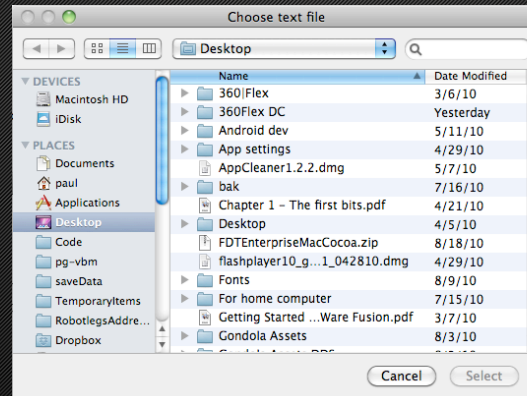 Choose text file
Desktop
Name Date Modified
DEVICES
Macintosh HD
iDisk
PLACES
Documents
paul
Applications
Desktop
Code
pg-vbm
saveData
TemporaryItems
RobotlegsAddre...
Dropbox
360|Flex 3/6/10
360Flex DC Yesterday
Android dev 5/11/10
App settings 4/29/10
AppCleaner1.2.2.dmg 5/7/10
bak 7/16/10
Chapter 1 - The first bits.pdf 4/21/10
Desktop 4/5/10
FDTEnterpriseMacCocoa.zip 8/18/10
flashplayer10_g...1_042810.dmg 4/29/10
Fonts 8/9/10
For home computer 7/15/10
Getting Started ...Ware Fusion.pdf 3/7/10
Gondola Assets 8/3/10
Cancel Select